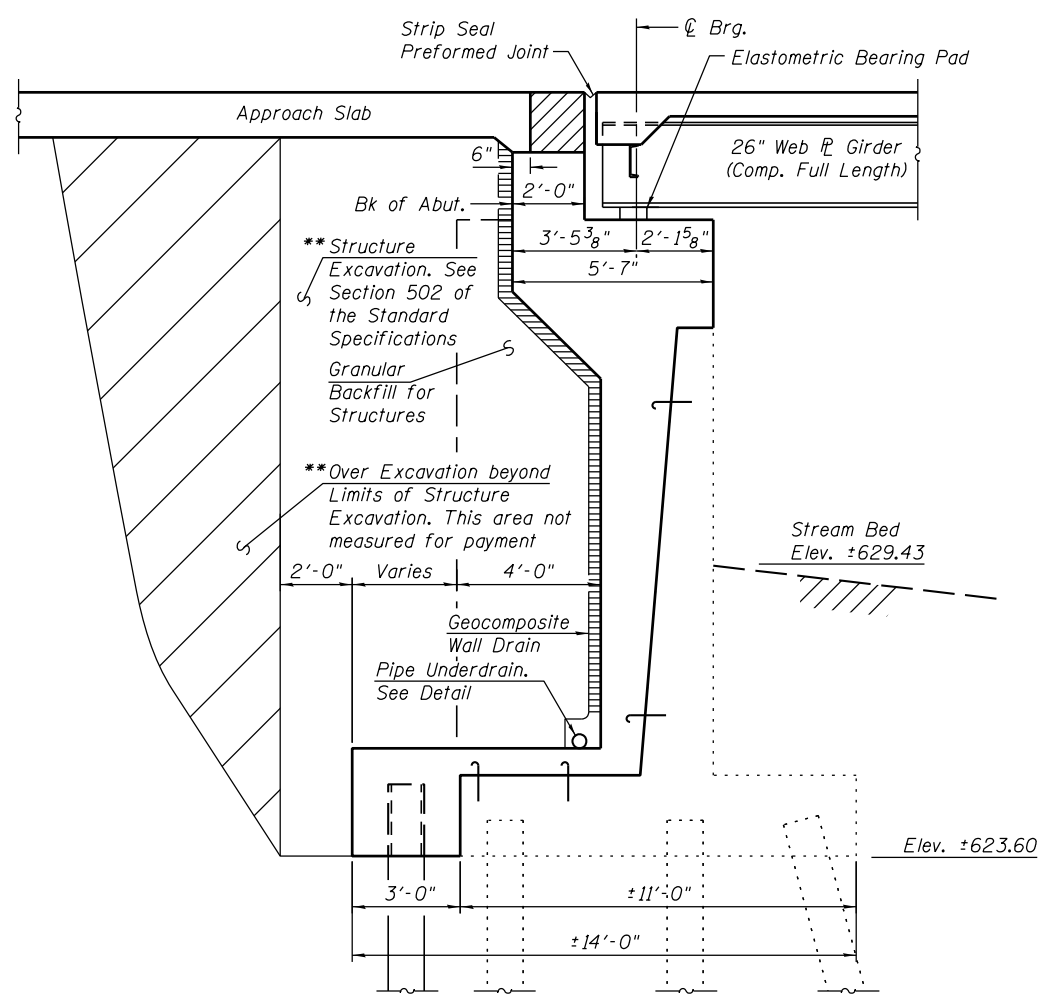 Strip Seal
Preformed Joint
℄ Brg.
Elastometric Bearing Pad
Approach Slab
26" Web ℙ Girder
(Comp. Full Length)
6"
2'-0"
Bk of Abut.
3'-5 3/8"
2'-1 5/8"
5'-7"
**Structure
Excavation. See
Section 502 of
the Standard
Specifications
Granular
Backfill for
Structures
**Over Excavation beyond
Limits of Structure
Excavation. This area not
measured for payment
Stream Bed
Elev. ±629.43
2'-0"
Varies
4'-0"
Geocomposite
Wall Drain
Pipe Underdrain.
See Detail
Elev. ±623.60
3'-0"
±11'-0"
±14'-0"